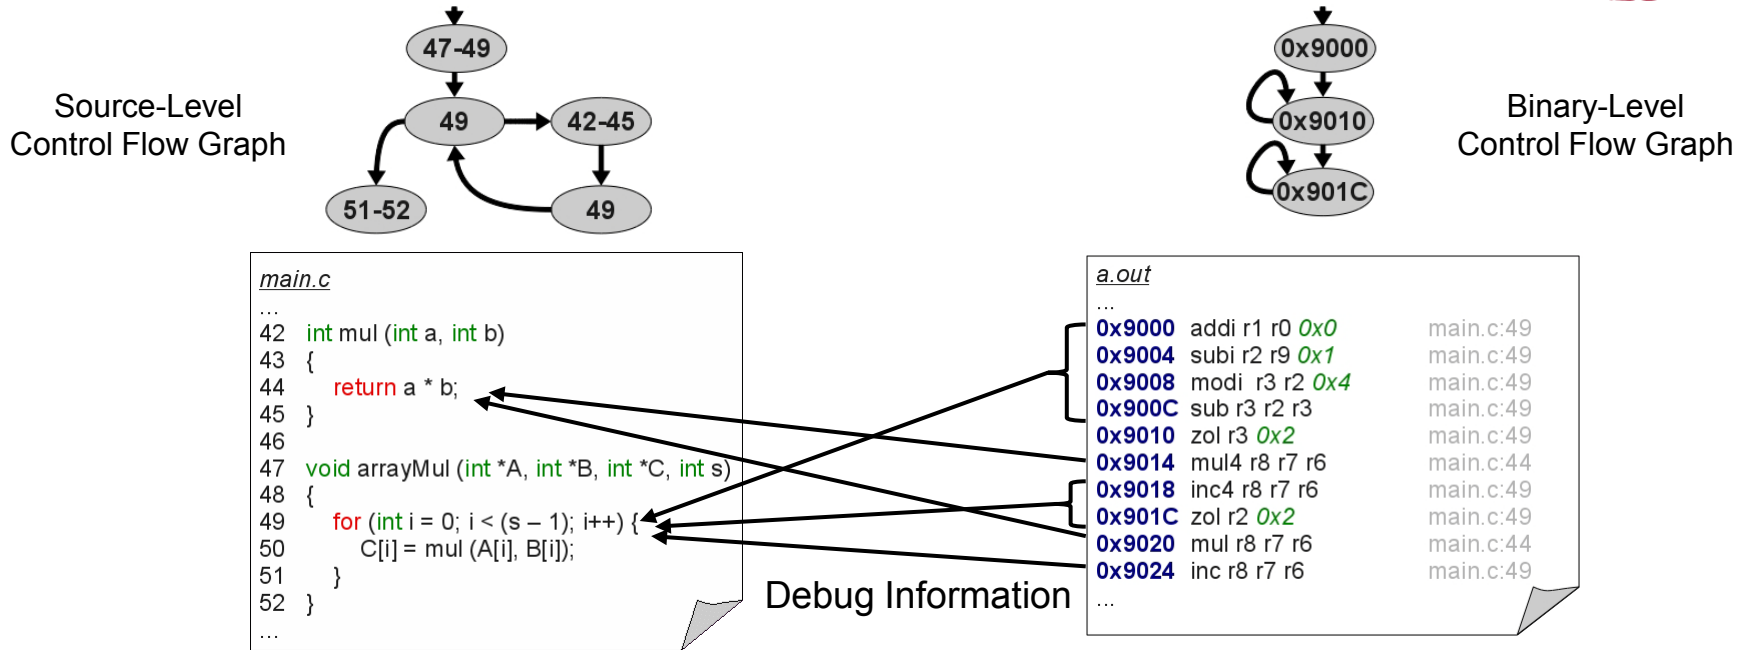 47-49
49
42-45
51-52
49
Source-Level
Control Flow Graph
0x9000
0x9010
0x901C
Binary-Level
Control Flow Graph
main.c
...
42 int mul (int a, int b)
43 {
44 return a * b;
45 }
46
47 void arrayMul (int *A, int *B, int *C, int s)
48 {
49 for (int i = 0; i < (s – 1); i++) {
50 C[i] = mul (A[i], B[i]);
51 }
52 }
...
Debug Information
a.out
...
0x9000 addi r1 r0 0x0 main.c:49
0x9004 subi r2 r9 0x1 main.c:49
0x9008 modi r3 r2 0x4 main.c:49
0x900C sub r3 r2 r3 main.c:49
0x9010 zol r3 0x2 main.c:49
0x9014 mul4 r8 r7 r6 main.c:44
0x9018 inc4 r8 r7 r6 main.c:49
0x901C zol r2 0x2 main.c:49
0x9020 mul r8 r7 r6 main.c:44
0x9024 inc r8 r7 r6 main.c:49
...